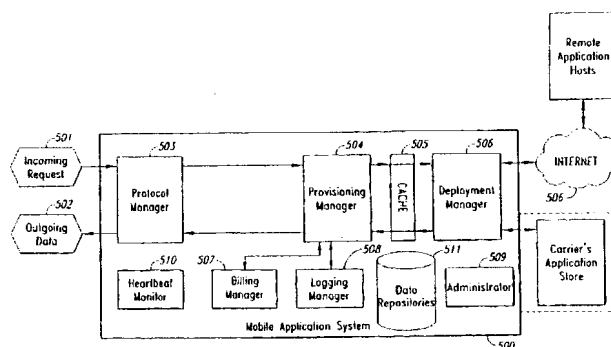 Remote
Application
Hosts
501
Incoming
Request
502
Outgoing
Data
503
Protocol
Manager
504
Provisioning
Manager
505
CACHE
506
Deployment
Manager
INTERNET
506
Carrier's
Application
Store
510
Heartbeat
Monitor
507
Billing
Manager
508
Logging
Manager
511
Data
Repositories
509
Administrator
Mobile Application System
500